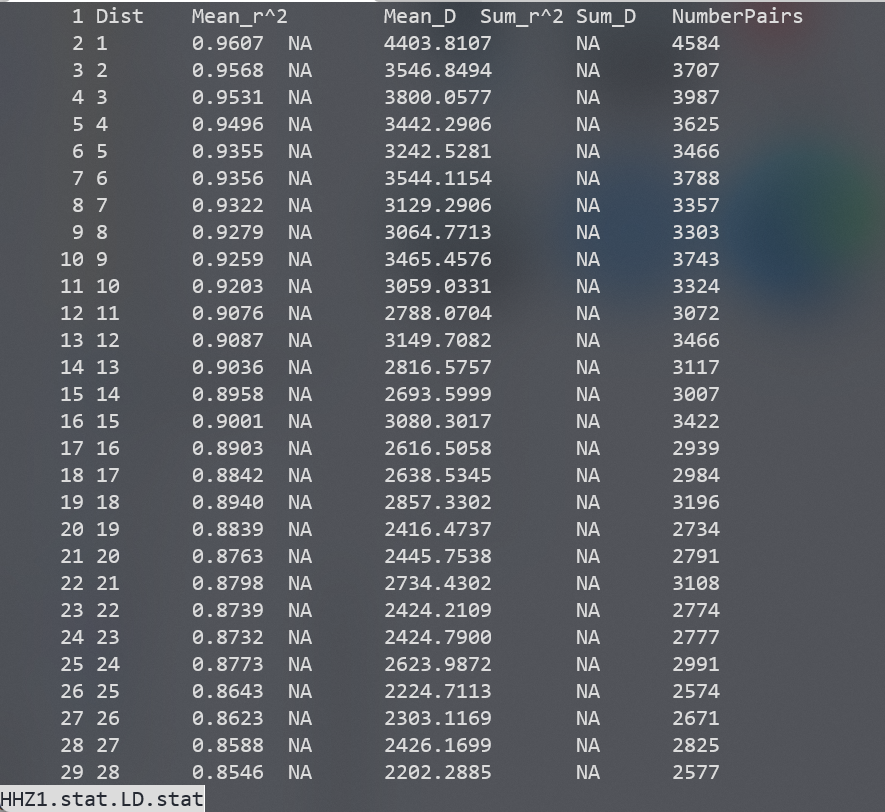 1 Dist Mean_r^2 Mean_D Sum_r^2 Sum_D NumberPairs
2 1 0.9607 NA 4403.8107 NA 4584
3 2 0.9568 NA 3546.8494 NA 3707
4 3 0.9531 NA 3800.0577 NA 3987
5 4 0.9496 NA 3442.2906 NA 3625
6 5 0.9355 NA 3242.5281 NA 3466
7 6 0.9356 NA 3544.1154 NA 3788
8 7 0.9322 NA 3129.2906 NA 3357
9 8 0.9279 NA 3064.7713 NA 3303
10 9 0.9259 NA 3465.4576 NA 3743
11 10 0.9203 NA 3059.0331 NA 3324
12 11 0.9076 NA 2788.0704 NA 3072
13 12 0.9087 NA 3149.7082 NA 3466
14 13 0.9036 NA 2816.5757 NA 3117
15 14 0.8958 NA 2693.5999 NA 3007
16 15 0.9001 NA 3080.3017 NA 3422
17 16 0.8903 NA 2616.5058 NA 2939
18 17 0.8842 NA 2638.5345 NA 2984
19 18 0.8940 NA 2857.3302 NA 3196
20 19 0.8839 NA 2416.4737 NA 2734
21 20 0.8763 NA 2445.7538 NA 2791
22 21 0.8798 NA 2734.4302 NA 3108
23 22 0.8739 NA 2424.2109 NA 2774
24 23 0.8732 NA 2424.7900 NA 2777
25 24 0.8773 NA 2623.9872 NA 2991
26 25 0.8643 NA 2224.7113 NA 2574
27 26 0.8623 NA 2303.1169 NA 2671
28 27 0.8588 NA 2426.1699 NA 2825
29 28 0.8546 NA 2202.2885 NA 2577
HHZ1.stat.LD.stat